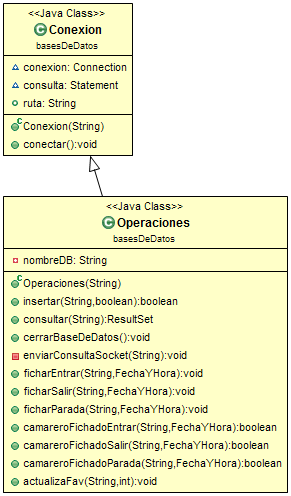 <<Java Class>>
Conexion
basesDeDatos
conexion: Connection
consulta: Statement
ruta: String
Conexion(String)
conectar():void
<<Java Class>>
Operaciones
basesDeDatos
nombreDB: String
Operaciones(String)
insertar(String,boolean):boolean
consultar(String):ResultSet
cerrarBaseDeDatos():void
enviarConsultaSocket(String):void
ficharEntrar(String,FechaYHora):void
ficharSalir(String,FechaYHora):void
ficharParada(String,FechaYHora):void
camareroFichadoEntrar(String,FechaYHora):boolean
camareroFichadoSalir(String,FechaYHora):boolean
camareroFichadoParada(String,FechaYHora):boolean
actualizaFav(String,int):void